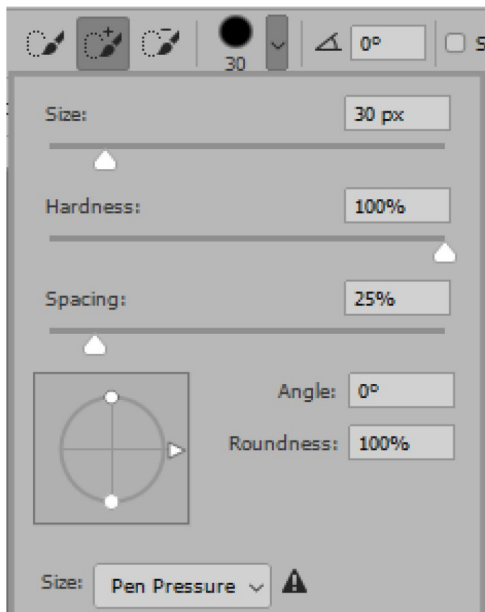 30
0°
S
Size:
30 px
Hardness:
100%
Spacing:
25%
Angle: 0°
Roundness: 100%
Size: Pen Pressure